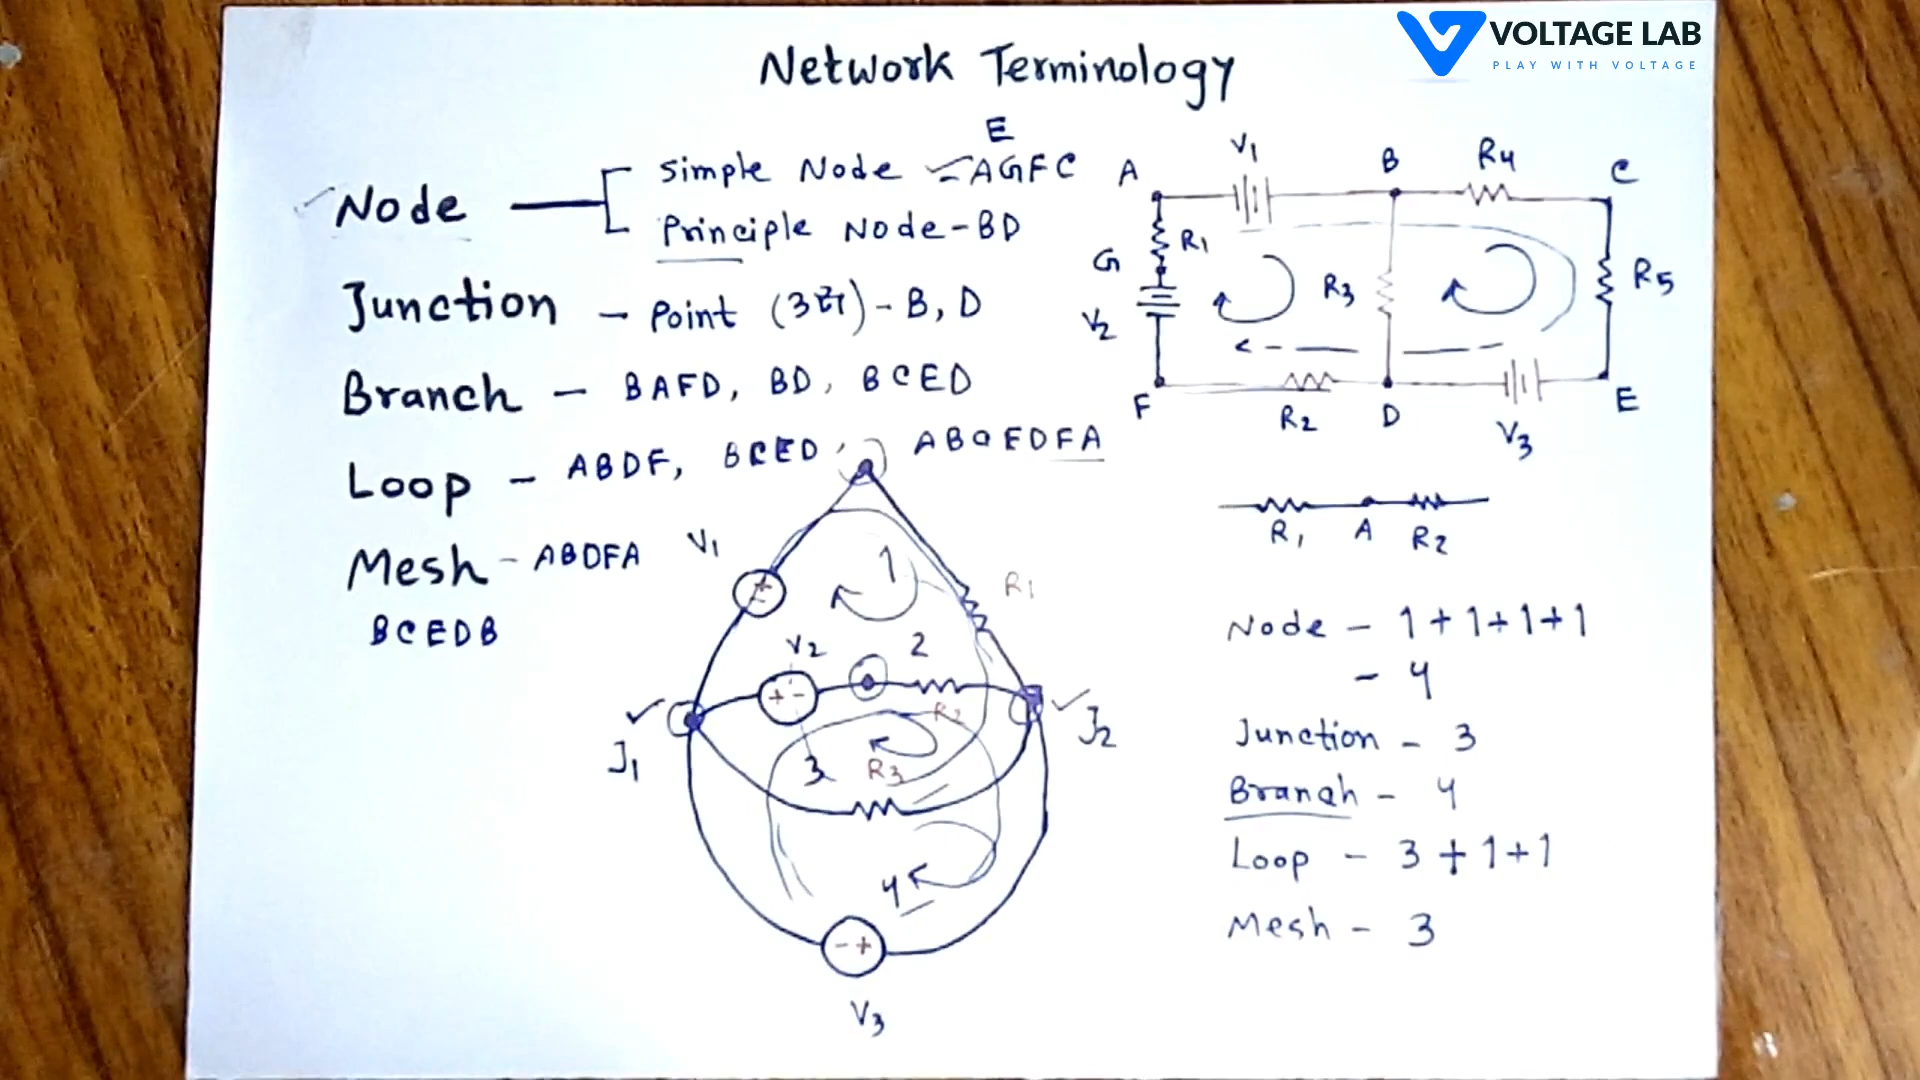 VOLTAGE LAB
PLAY WITH VOLTAGE
Network Terminology
E
Node
Simple Node = AGFC
Principle Node - BD
Junction - Point (3टा) - B, D
Branch - BAFD, BD, BCED
Loop - ABDF, BCED, ABCEDFA
Mesh - ABDFA
BCEDB
A
V1
B
R4
C
G
R1
R3
R5
V2
F
R2
D
V3
E
R1 A R2
V1
1
R1
V2
2
R2
J1
J2
3
R3
4
- +
V3
Node - 1+1+1+1
- 4
Junction - 3
Branch - 4
Loop - 3+1+1
Mesh - 3